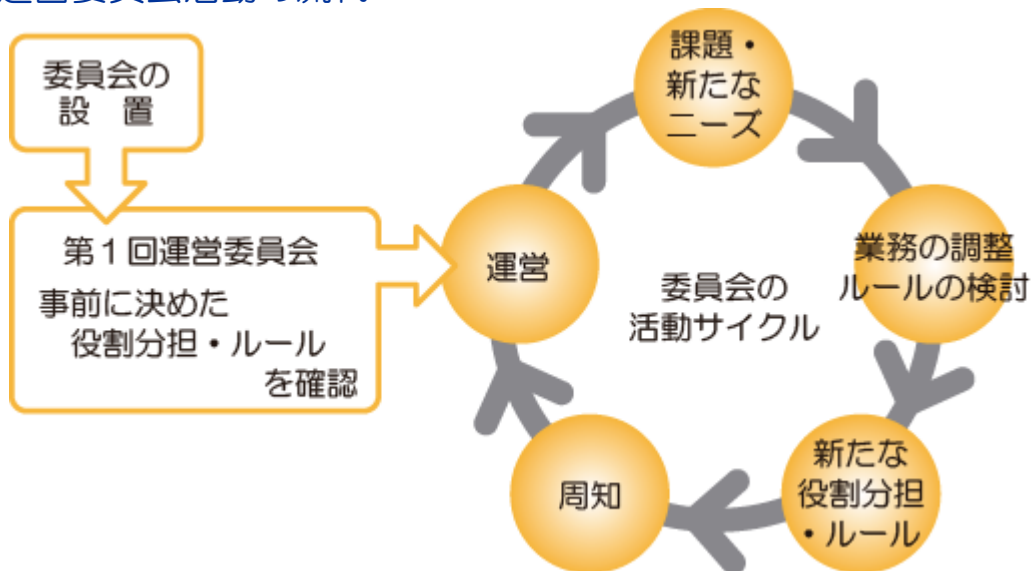 委員会の
設　置
第１回運営委員会
事前に決めた
役割分担・ルール
を確認
運営
課題・
新たな
ニーズ
業務の調整
ルールの検討
新たな
役割分担
・ルール
周知
委員会の
活動サイクル